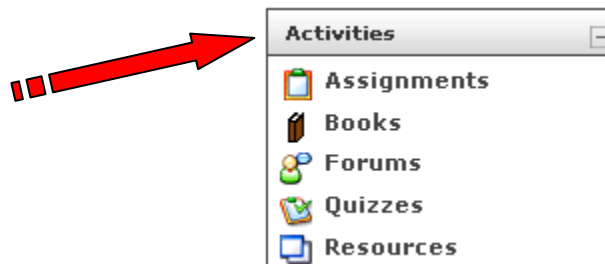 Activities
Assignments
Books
Forums
Quizzes
Resources